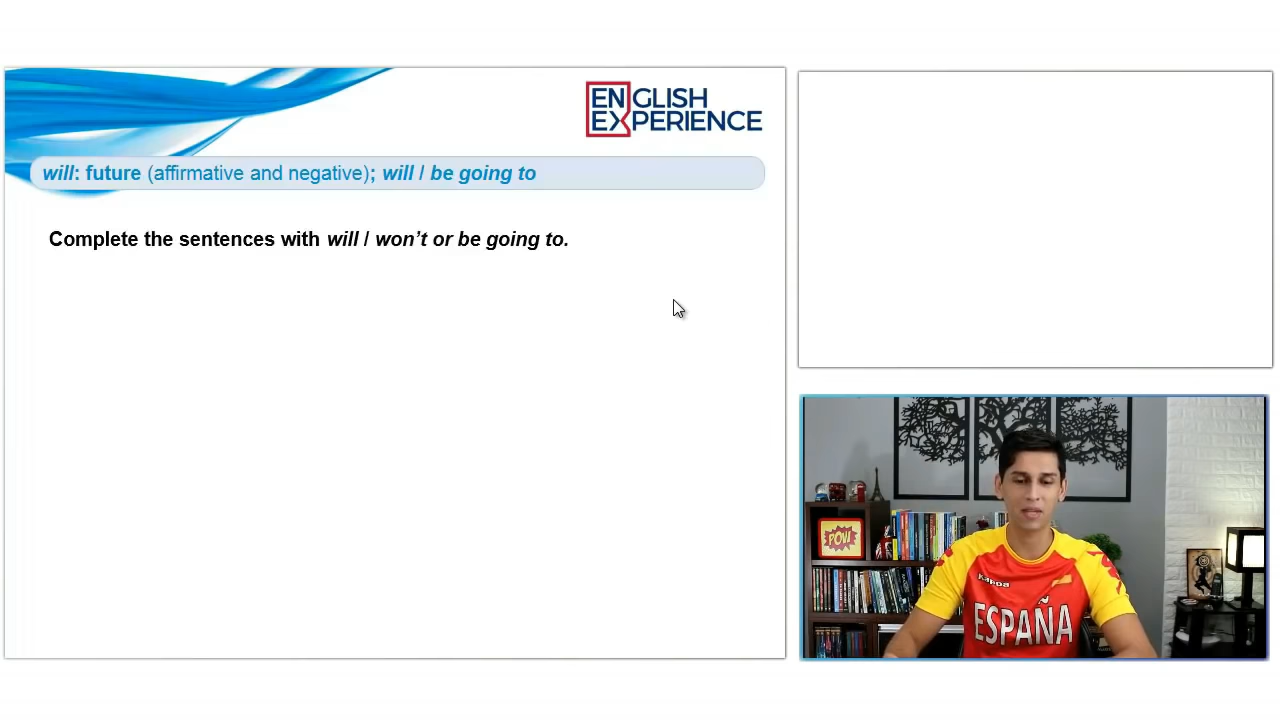 ENGLISH
EXPERIENCE
will: future (affirmative and negative); will / be going to
Complete the sentences with will / won’t or be going to.
POW!
Kappa
ESPAÑA